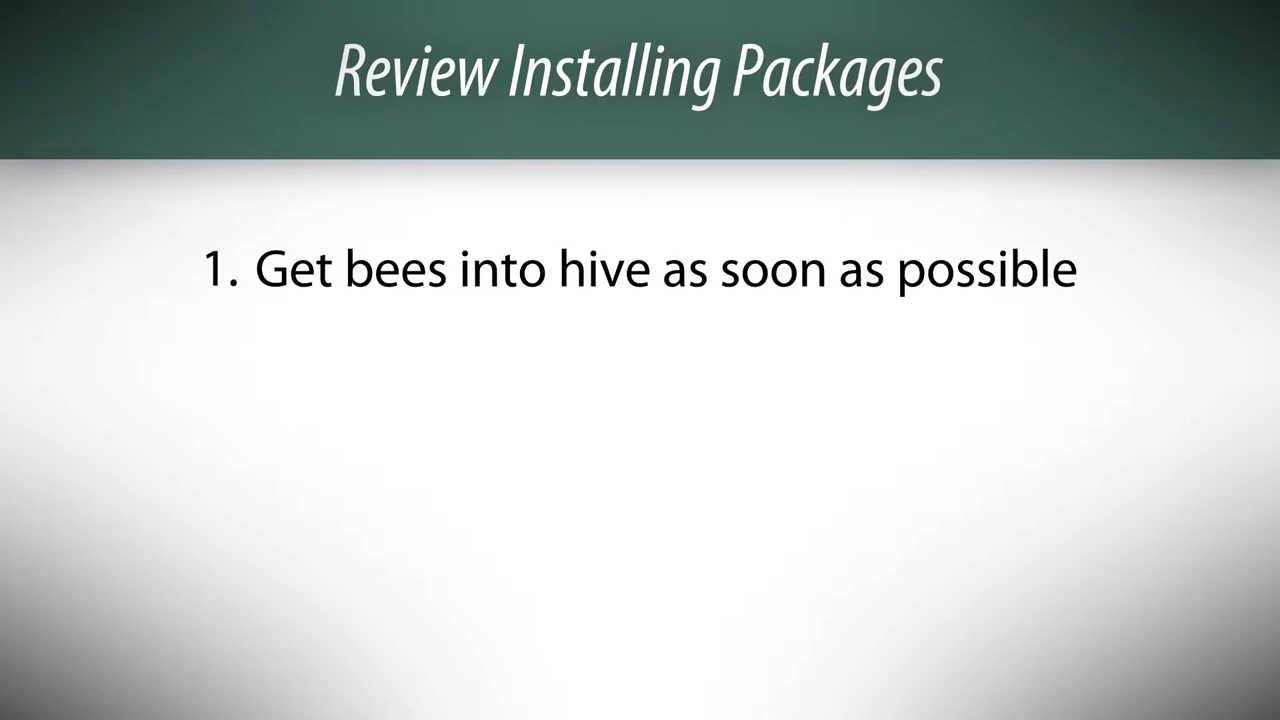 Review Installing Packages
1. Get bees into hive as soon as possible